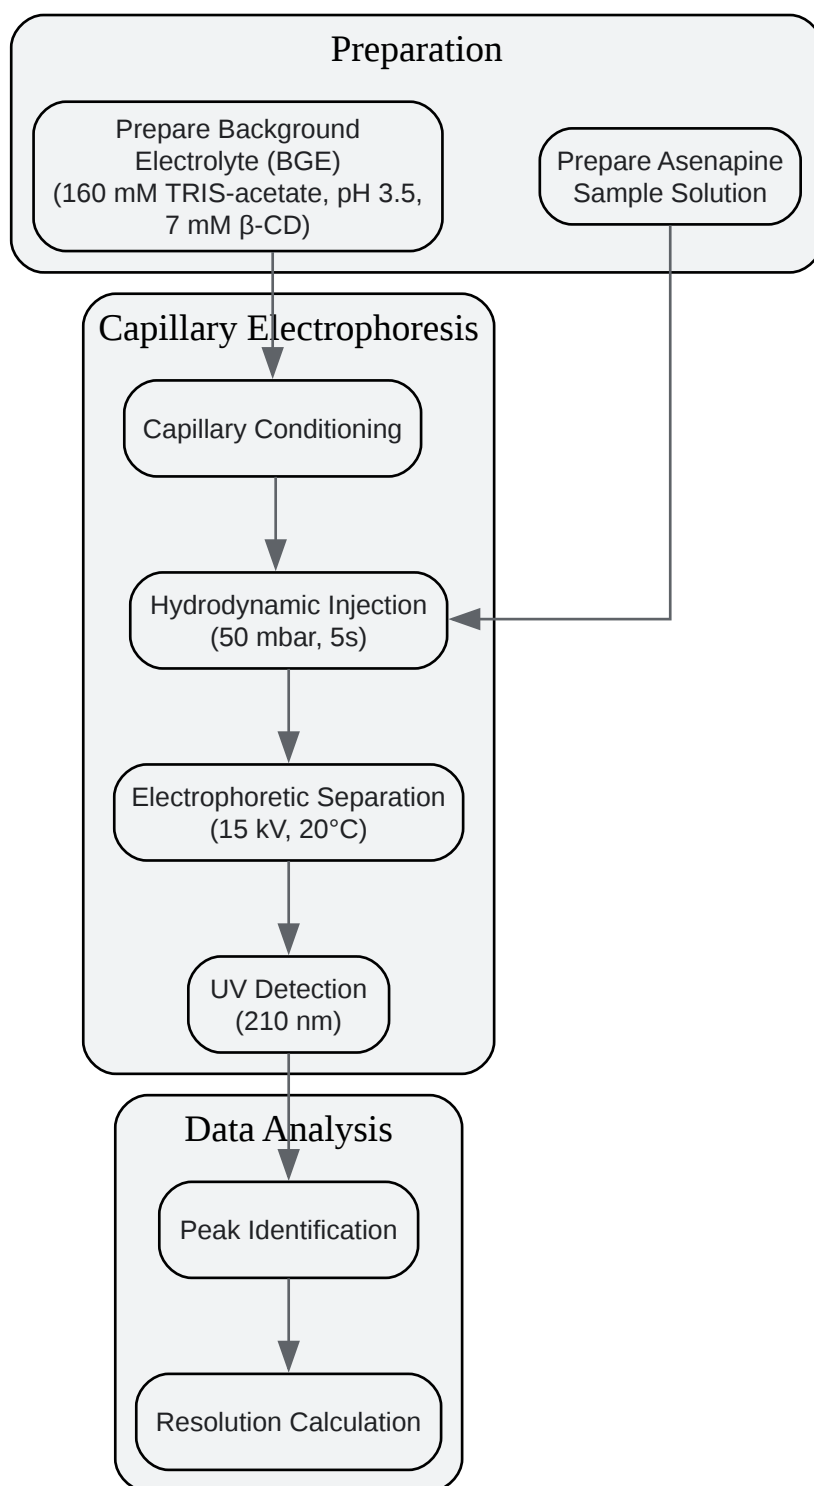 Preparation
Prepare Background
Electrolyte (BGE)
(160 mM TRIS-acetate, pH 3.5,
7 mM β-CD)
Prepare Asenapine
Sample Solution
Capillary Electrophoresis
Capillary Conditioning
Hydrodynamic Injection
(50 mbar, 5s)
Electrophoretic Separation
(15 kV, 20°C)
UV Detection
(210 nm)
Data Analysis
Peak Identification
Resolution Calculation